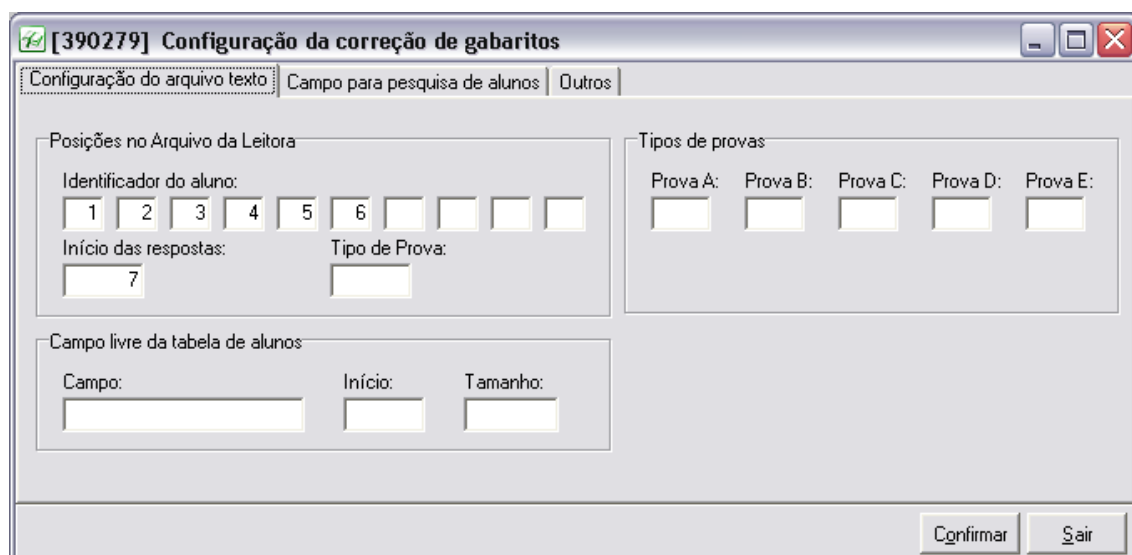 [390279] Configuração da correção de gabaritos
Configuração do arquivo texto Campo para pesquisa de alunos Outros
Posições no Arquivo da Leitora
Identificador do aluno:
1 2 3 4 5 6
Início das respostas: Tipo de Prova:
7
Tipos de provas
Prova A: Prova B: Prova C: Prova D: Prova E:
Campo livre da tabela de alunos
Campo: Início: Tamanho:
Confirmar Sair